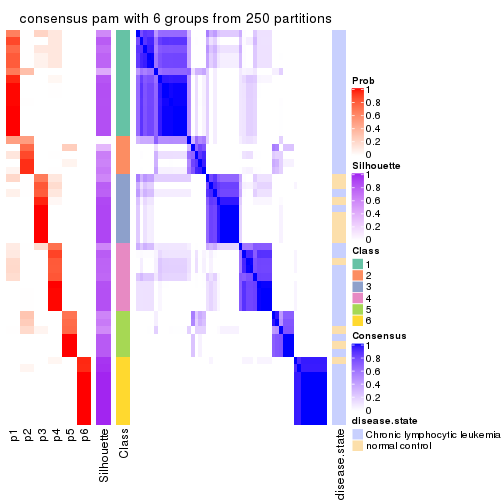 consensus pam with 6 groups from 250 partitions
Prob
1
0.8
0.6
0.4
0.2
0
Silhouette
1
0.8
0.6
0.4
0.2
0
Class
1
2
3
4
5
6
Consensus
1
0.8
0.6
0.4
0.2
0
disease.state
Chronic lymphocytic leukemia
normal control
p1
p2
p3
p4
p5
p6
Silhouette
Class
disease.state